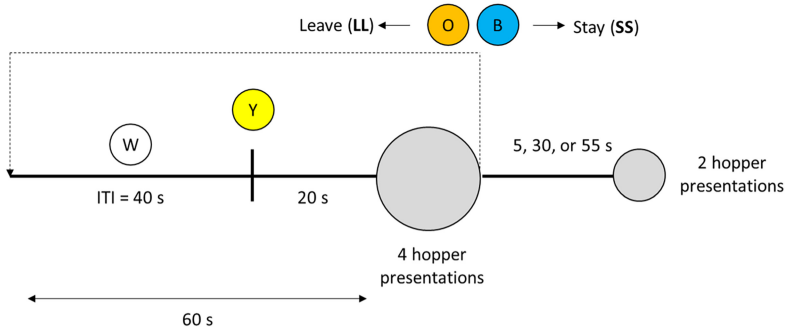 Leave (LL) O B Stay (SS)
Y
W
5, 30, or 55 s
2 hopper
presentations
ITI = 40 s 20 s
4 hopper
presentations
60 s